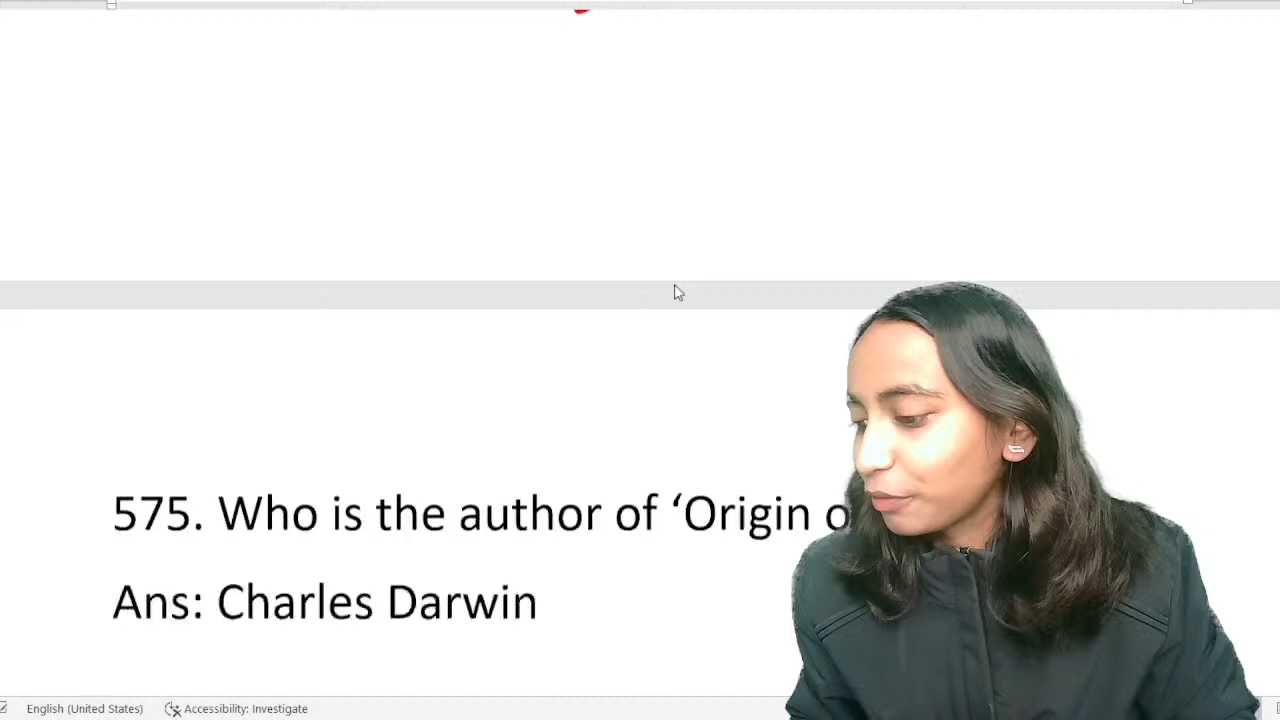 575. Who is the author of ‘Origin o
Ans: Charles Darwin
English (United States) Accessibility: Investigate